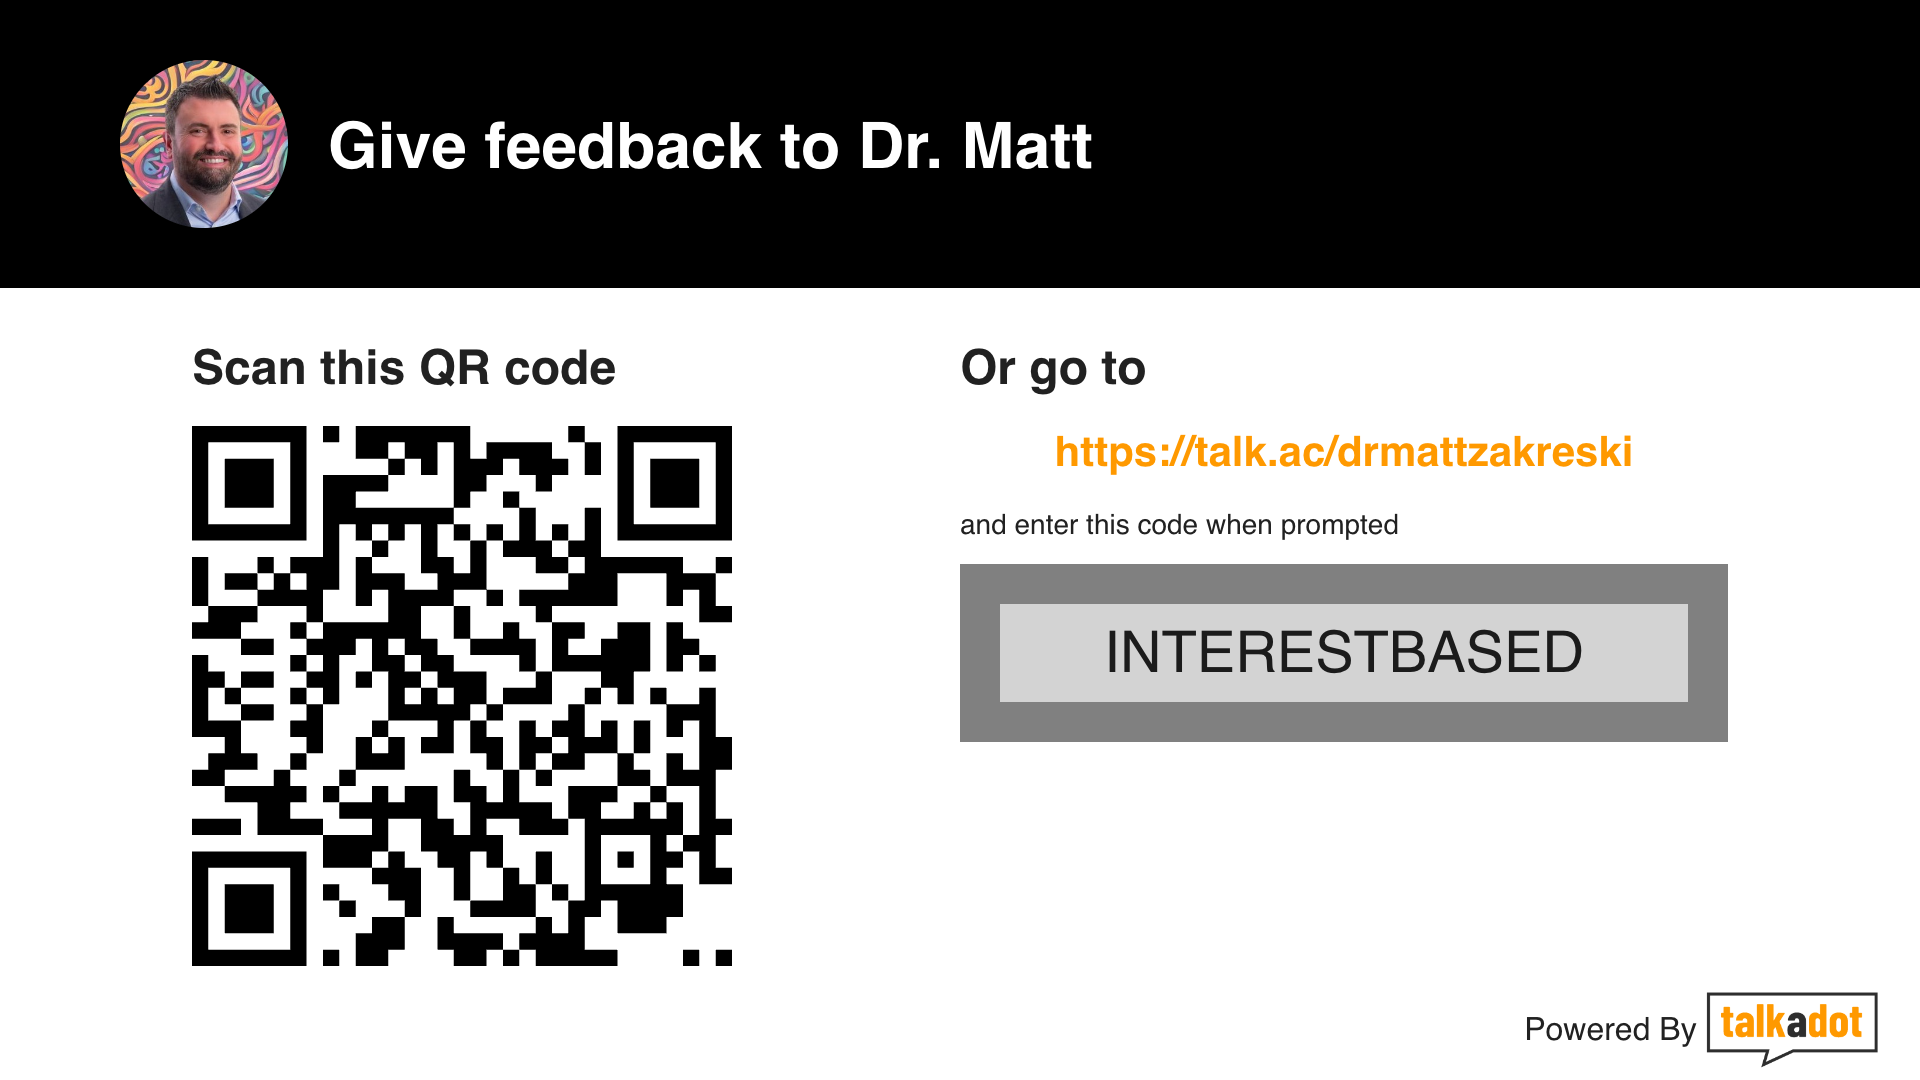 Give feedback to Dr. Matt
Scan this QR code
Or go to
https://talk.ac/drmattzakreski
and enter this code when prompted
INTERESTBASED
Powered By talkadot